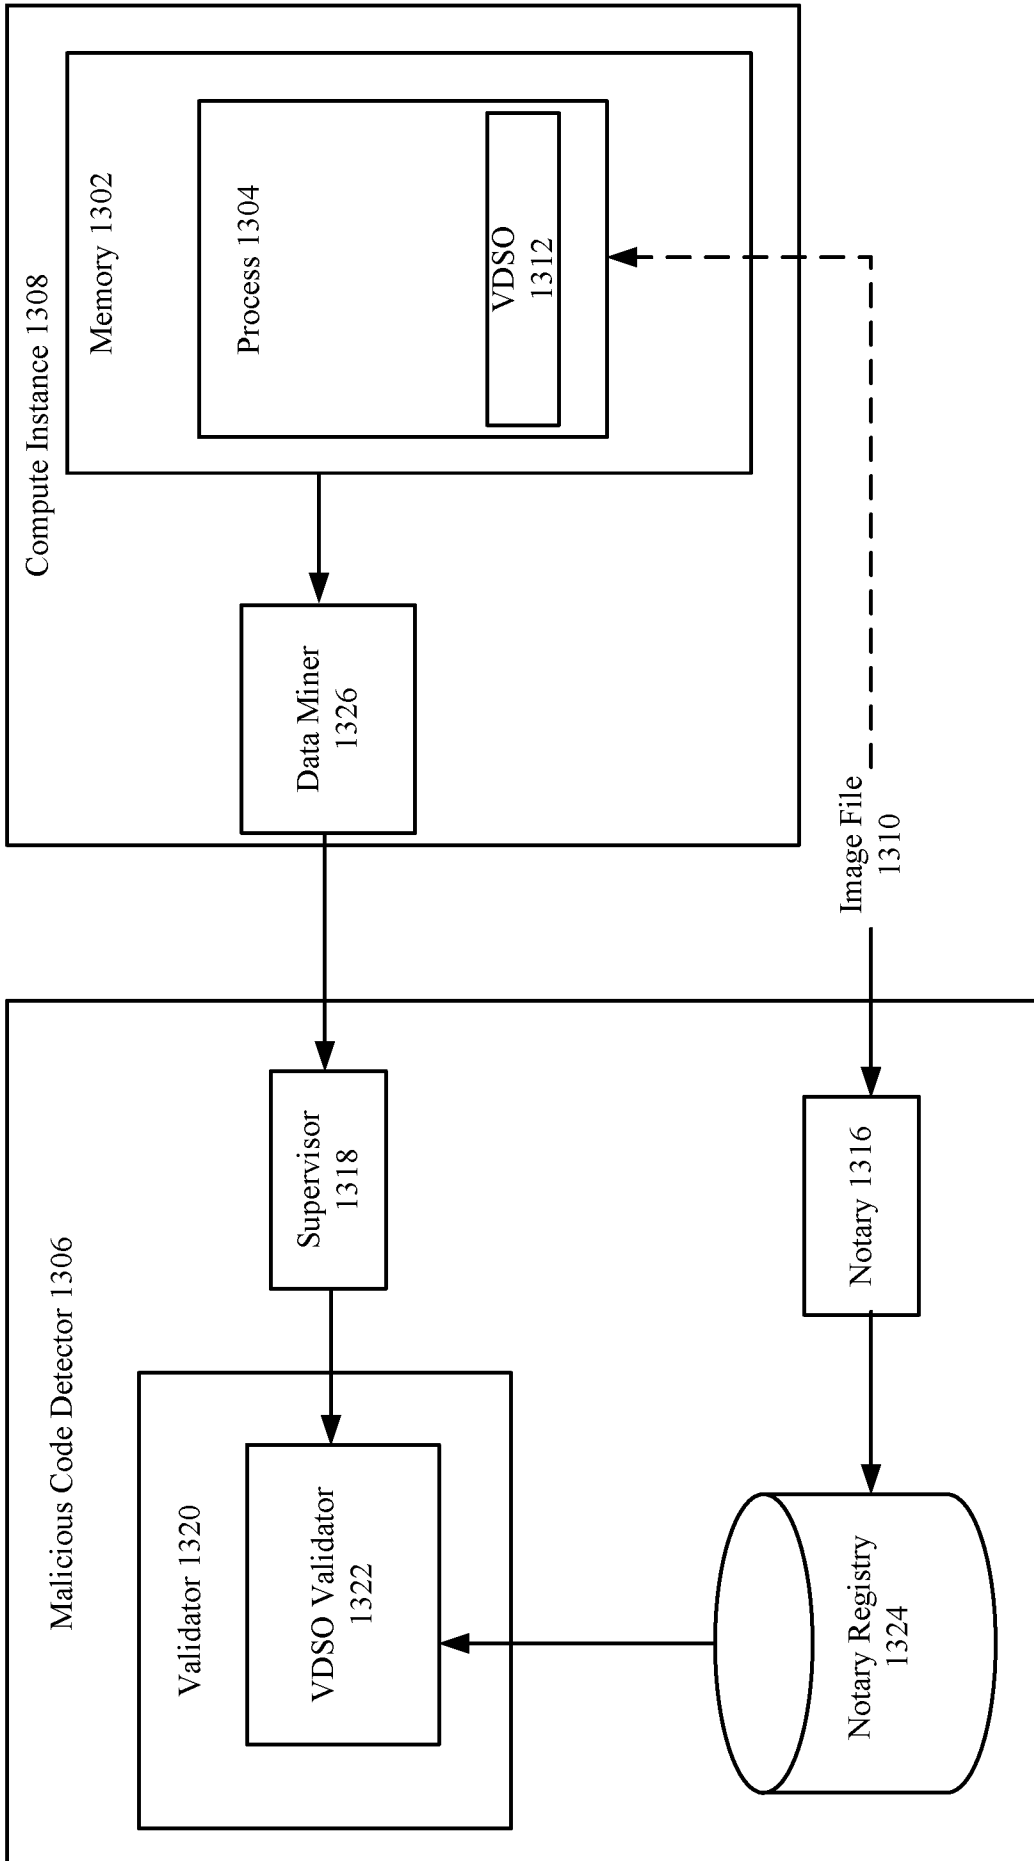 Malicious Code Detector 1306
Validator 1320
VDSO Validator
1322
Supervisor
1318
Notary Registry
1324
Notary 1316
Image File
1310
Compute Instance 1308
Data Miner
1326
Memory 1302
Process 1304
VDSO
1312